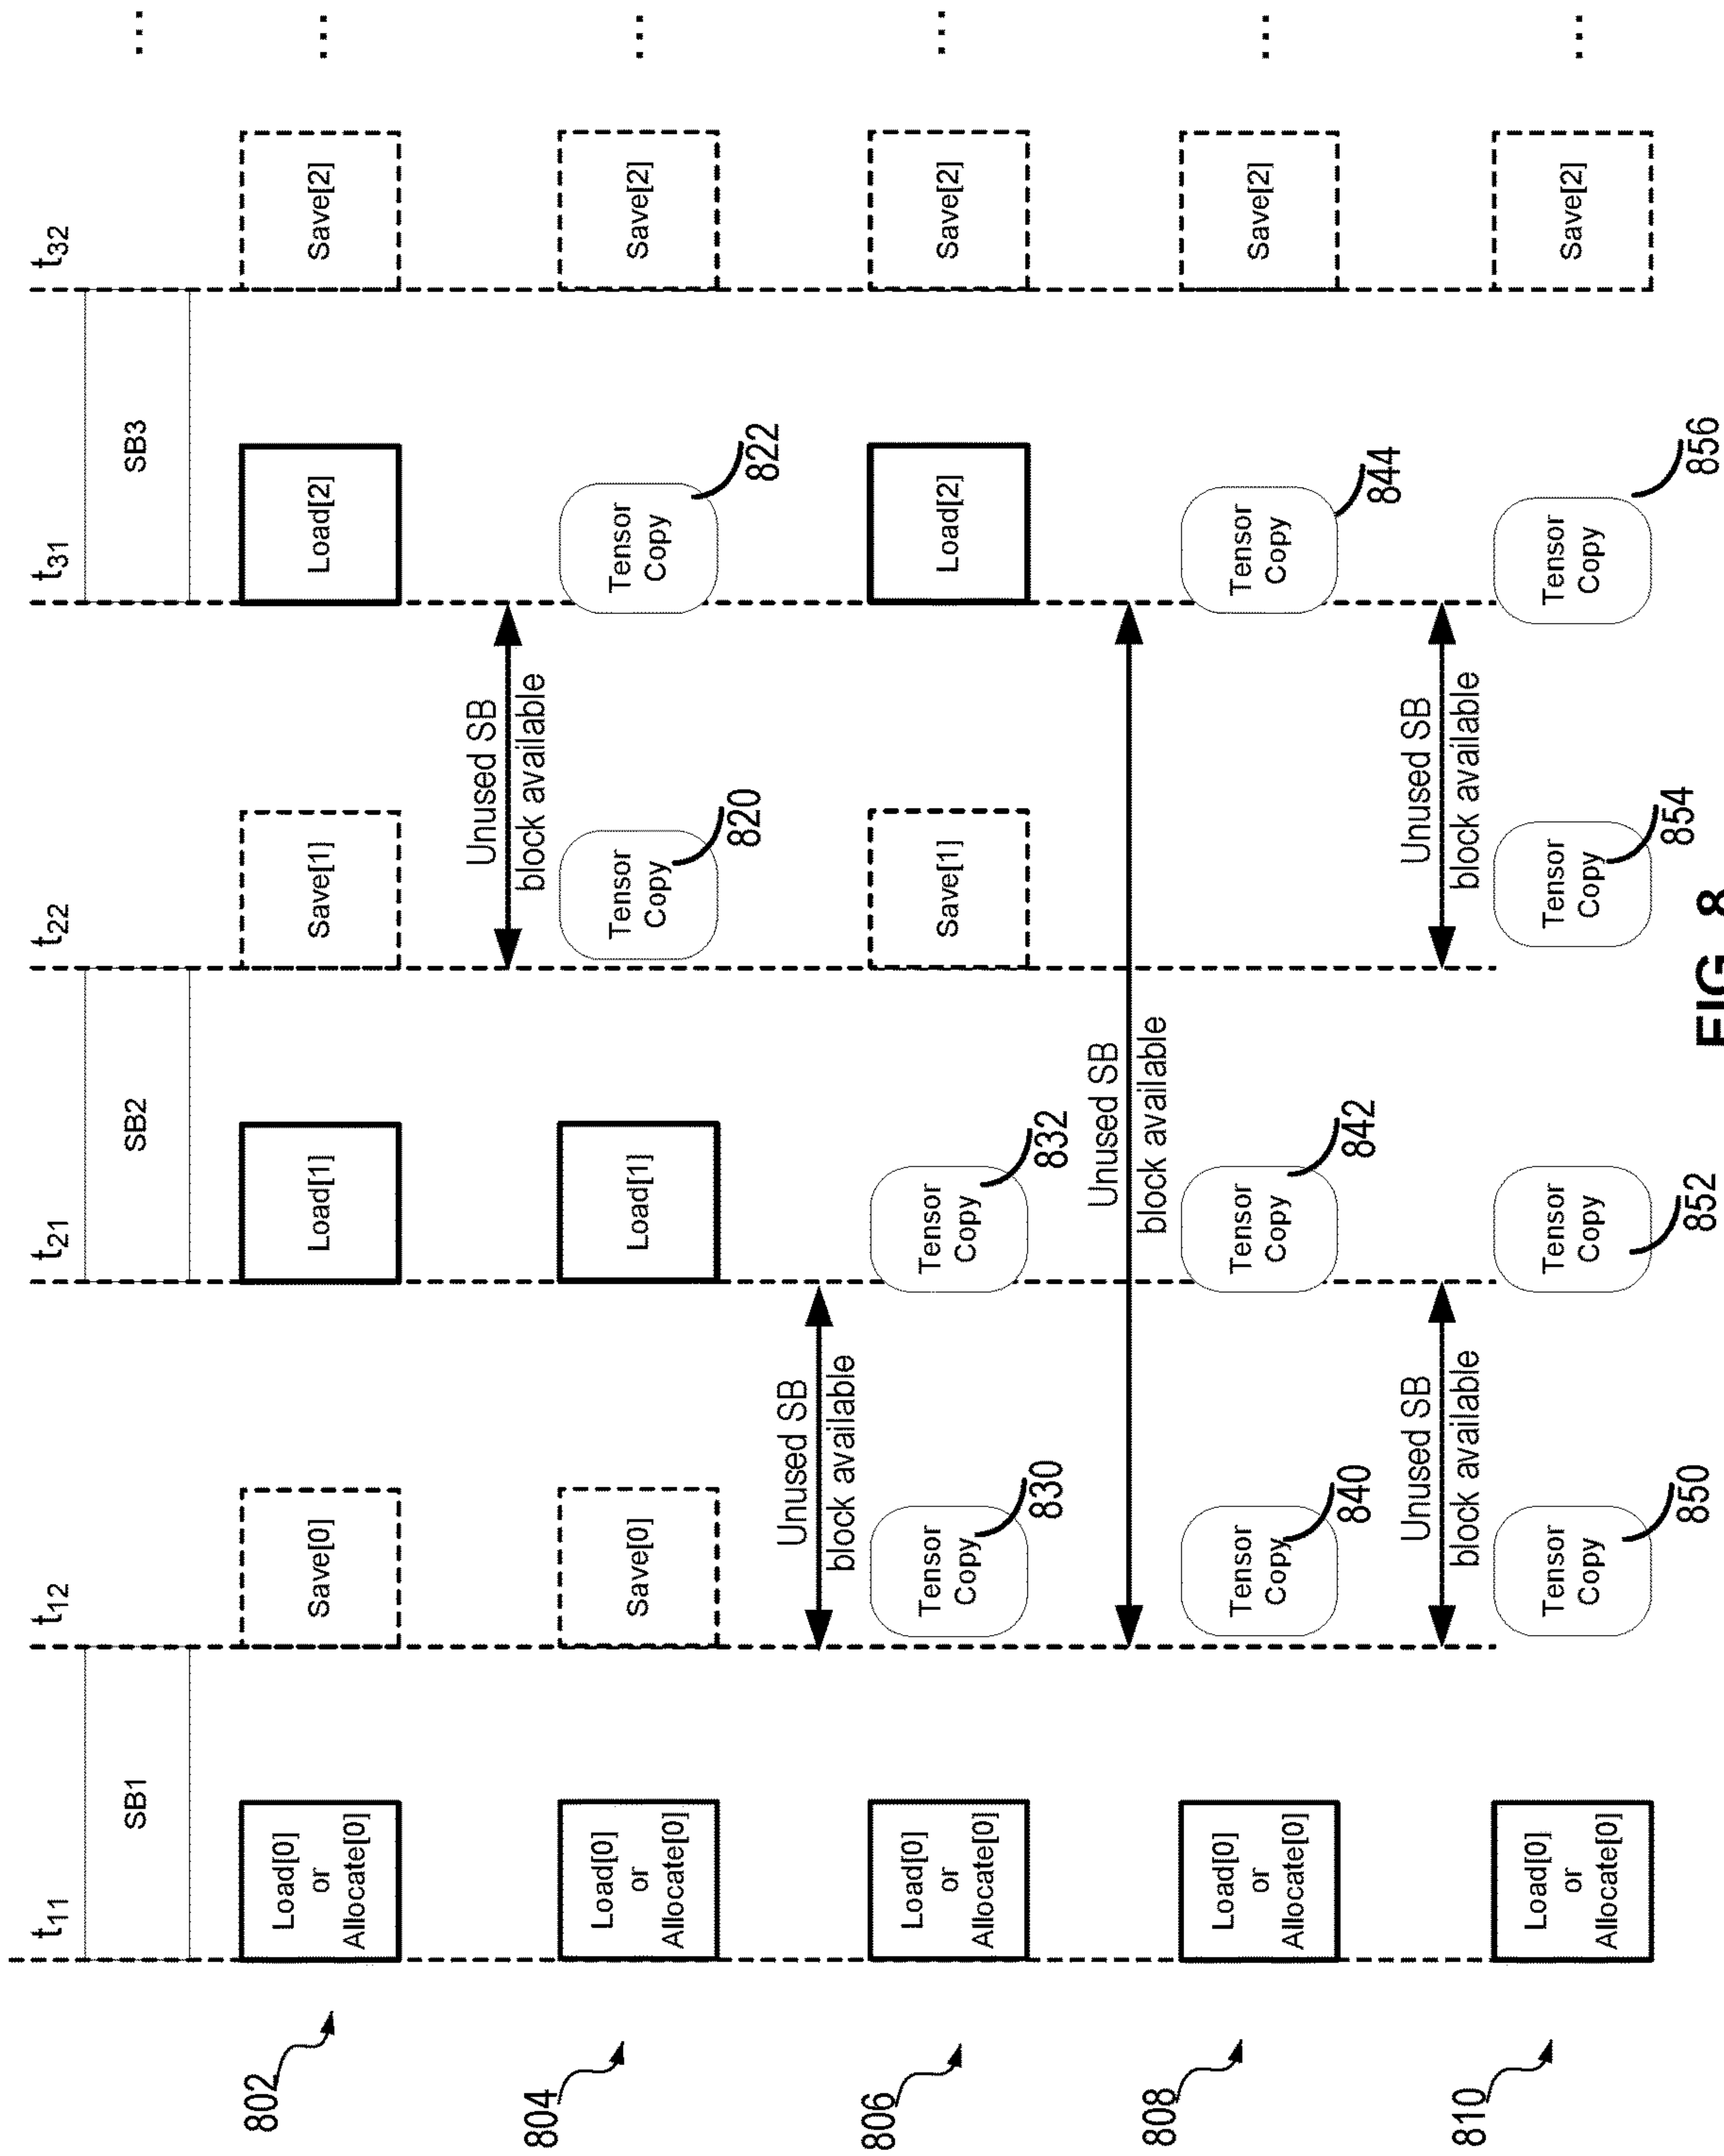 t11
t12
t21
t22
t31
t32
SB1
SB2
SB3
...
802
Load[0]
or
Allocate[0]
Save[0]
Load[1]
Save[1]
Load[2]
Save[2]
...
Unused SB
block available
804
Load[0]
or
Allocate[0]
Save[0]
Load[1]
Tensor
Copy
820
Tensor
Copy
822
Save[2]
...
Unused SB
block available
806
Load[0]
or
Allocate[0]
Tensor
Copy
830
Tensor
Copy
832
Save[1]
Load[2]
Save[2]
...
Unused SB
block available
808
Load[0]
or
Allocate[0]
Tensor
Copy
840
Tensor
Copy
842
Tensor
Copy
844
Save[2]
...
Unused SB
block available
Unused SB
block available
810
Load[0]
or
Allocate[0]
Tensor
Copy
850
Tensor
Copy
852
Tensor
Copy
854
Tensor
Copy
856
Save[2]
...
FIG. 8